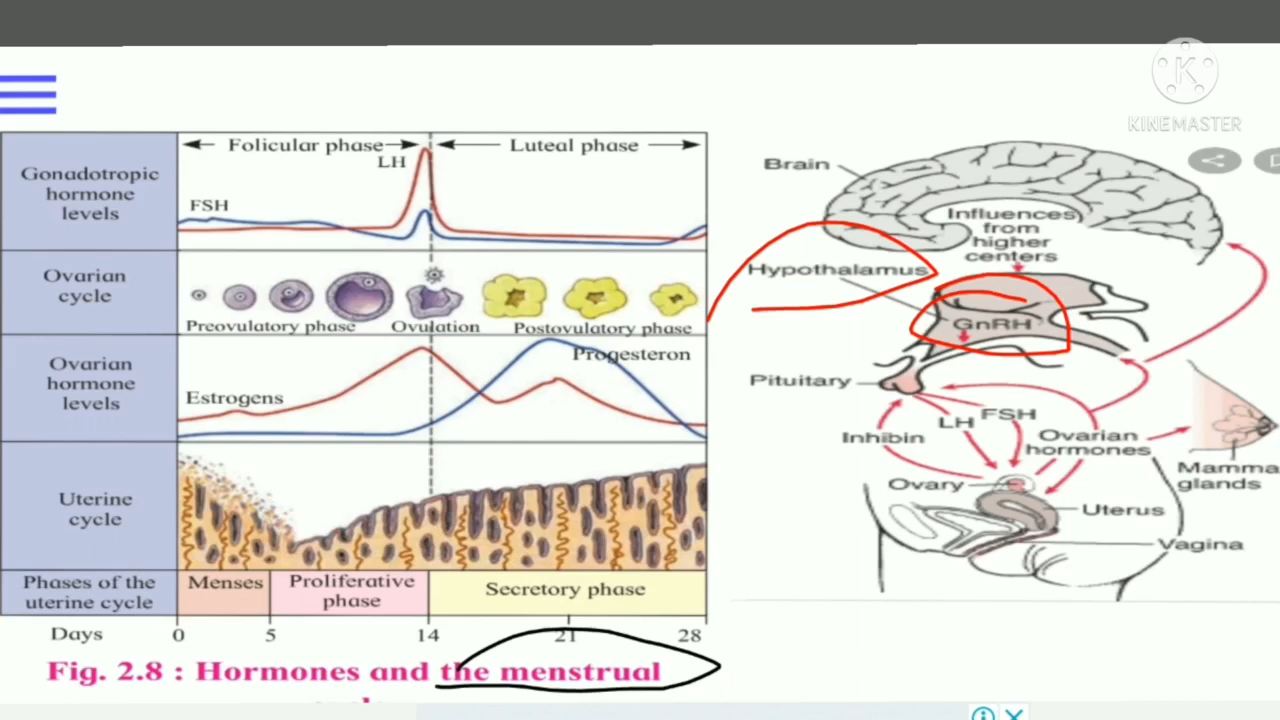 KINEMASTER
Folicular phase
Luteal phase
Gonadotropic
hormone
levels
LH
FSH
Ovarian
cycle
Preovulatory phase
Ovulation
Postovulatory phase
Ovarian
hormone
levels
Estrogens
Progesteron
Uterine
cycle
Phases of the
uterine cycle
Menses
Proliferative
phase
Secretory phase
Days
0
5
14
21
28
Fig. 2.8 : Hormones and the menstrual
Brain
Influences
from
higher
centers
Hypothalamus
GnRH
Pituitary
LH
FSH
Inhibin
Ovarian
hormones
Mamma
glands
Ovary
Uterus
Vagina